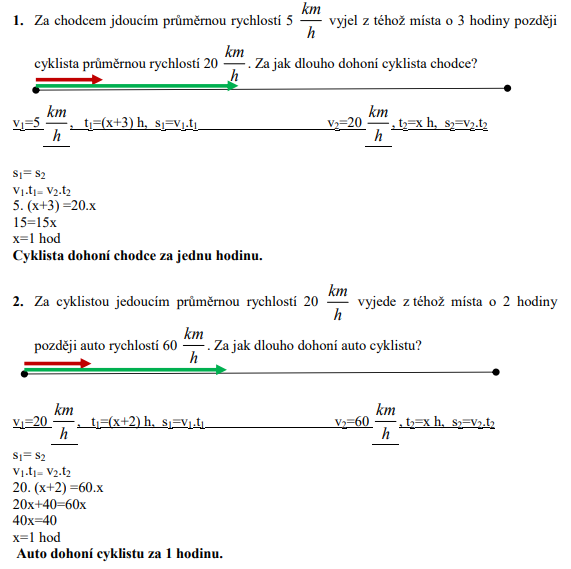 1. Za chodcem jdoucím průměrnou rychlostí 5 km/h vyjel z téhož místa o 3 hodiny později
cyklista průměrnou rychlostí 20 km/h. Za jak dlouho dohoní cyklista chodce?
v₁=5 km/h, t₁=(x+3) h, s₁=v₁.t₁ v₂=20 km/h, t₂=x h, s₂=v₂.t₂
s₁= s₂
v₁.t₁= v₂.t₂
5. (x+3) =20.x
15=15x
x=1 hod
Cyklista dohoní chodce za jednu hodinu.
2. Za cyklistou jedoucím průměrnou rychlostí 20 km/h vyjede z téhož místa o 2 hodiny
později auto rychlostí 60 km/h. Za jak dlouho dohoní auto cyklistu?
v₁=20 km/h, t₁=(x+2) h, s₁=v₁.t₁ v₂=60 km/h, t₂=x h, s₂=v₂.t₂
s₁= s₂
v₁.t₁= v₂.t₂
20. (x+2) =60.x
20x+40=60x
40x=40
x=1 hod
Auto dohoní cyklistu za 1 hodinu.